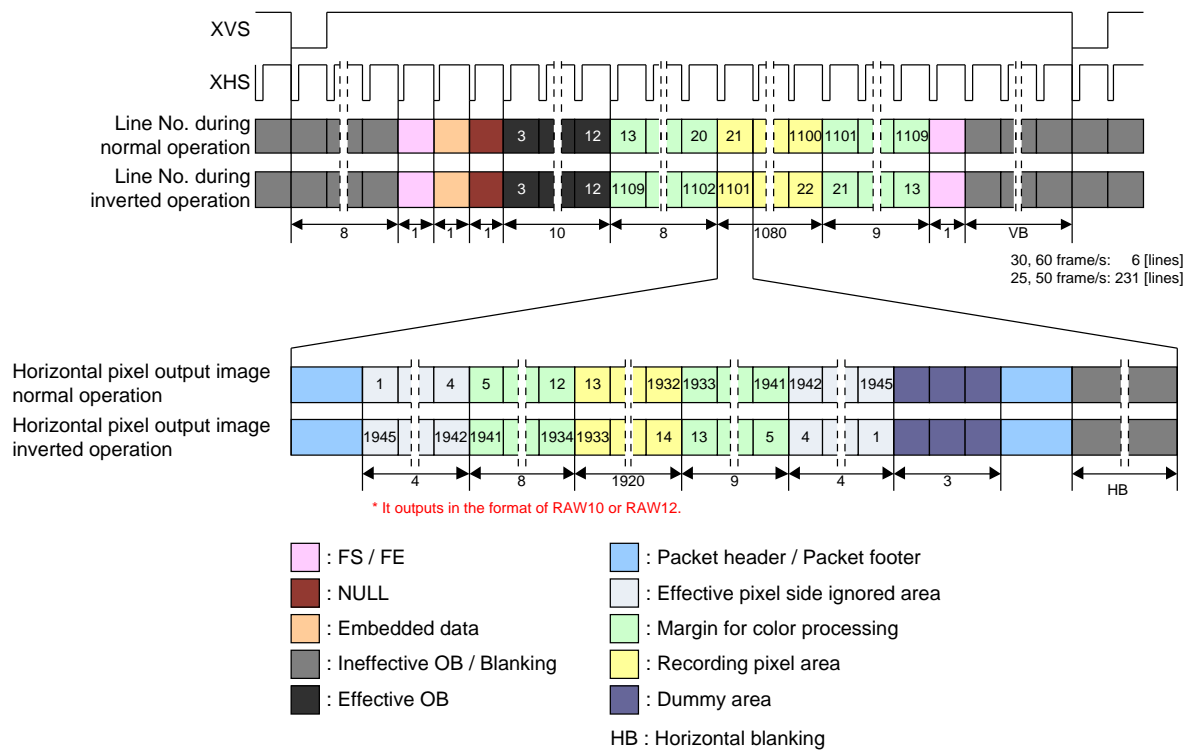 XVS
XHS
Line No. during
normal operation
3 12 13 20 21 1100 1101 1109
Line No. during
inverted operation
3 12 1109 1102 1101 22 21 13
8 1 1 1 10 8 1080 9 1 VB
30, 60 frame/s: 6 [lines]
25, 50 frame/s: 231 [lines]
Horizontal pixel output image
normal operation
1 4 5 12 13 1932 1933 1941 1942 1945
Horizontal pixel output image
inverted operation
1945 1942 1941 1934 1933 14 13 5 4 1
4 8 1920 9 4 3 HB
* It outputs in the format of RAW10 or RAW12.
: FS / FE
: NULL
: Embedded data
: Ineffective OB / Blanking
: Effective OB
: Packet header / Packet footer
: Effective pixel side ignored area
: Margin for color processing
: Recording pixel area
: Dummy area
HB : Horizontal blanking